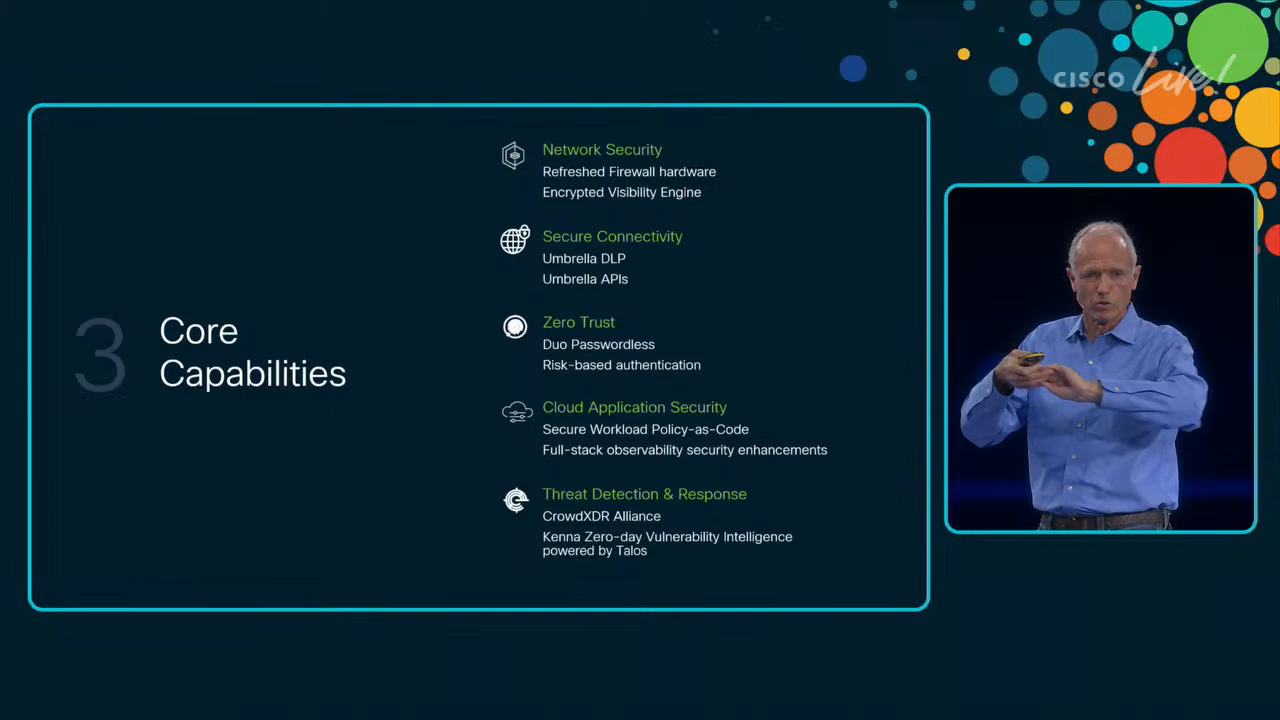 CISCO Live!
Network Security
Refreshed Firewall hardware
Encrypted Visibility Engine
Secure Connectivity
Umbrella DLP
Umbrella APIs
3
Core
Capabilities
Zero Trust
Duo Passwordless
Risk-based authentication
Cloud Application Security
Secure Workload Policy-as-Code
Full-stack observability security enhancements
Threat Detection & Response
CrowdXDR Alliance
Kenna Zero-day Vulnerability Intelligence
powered by Talos